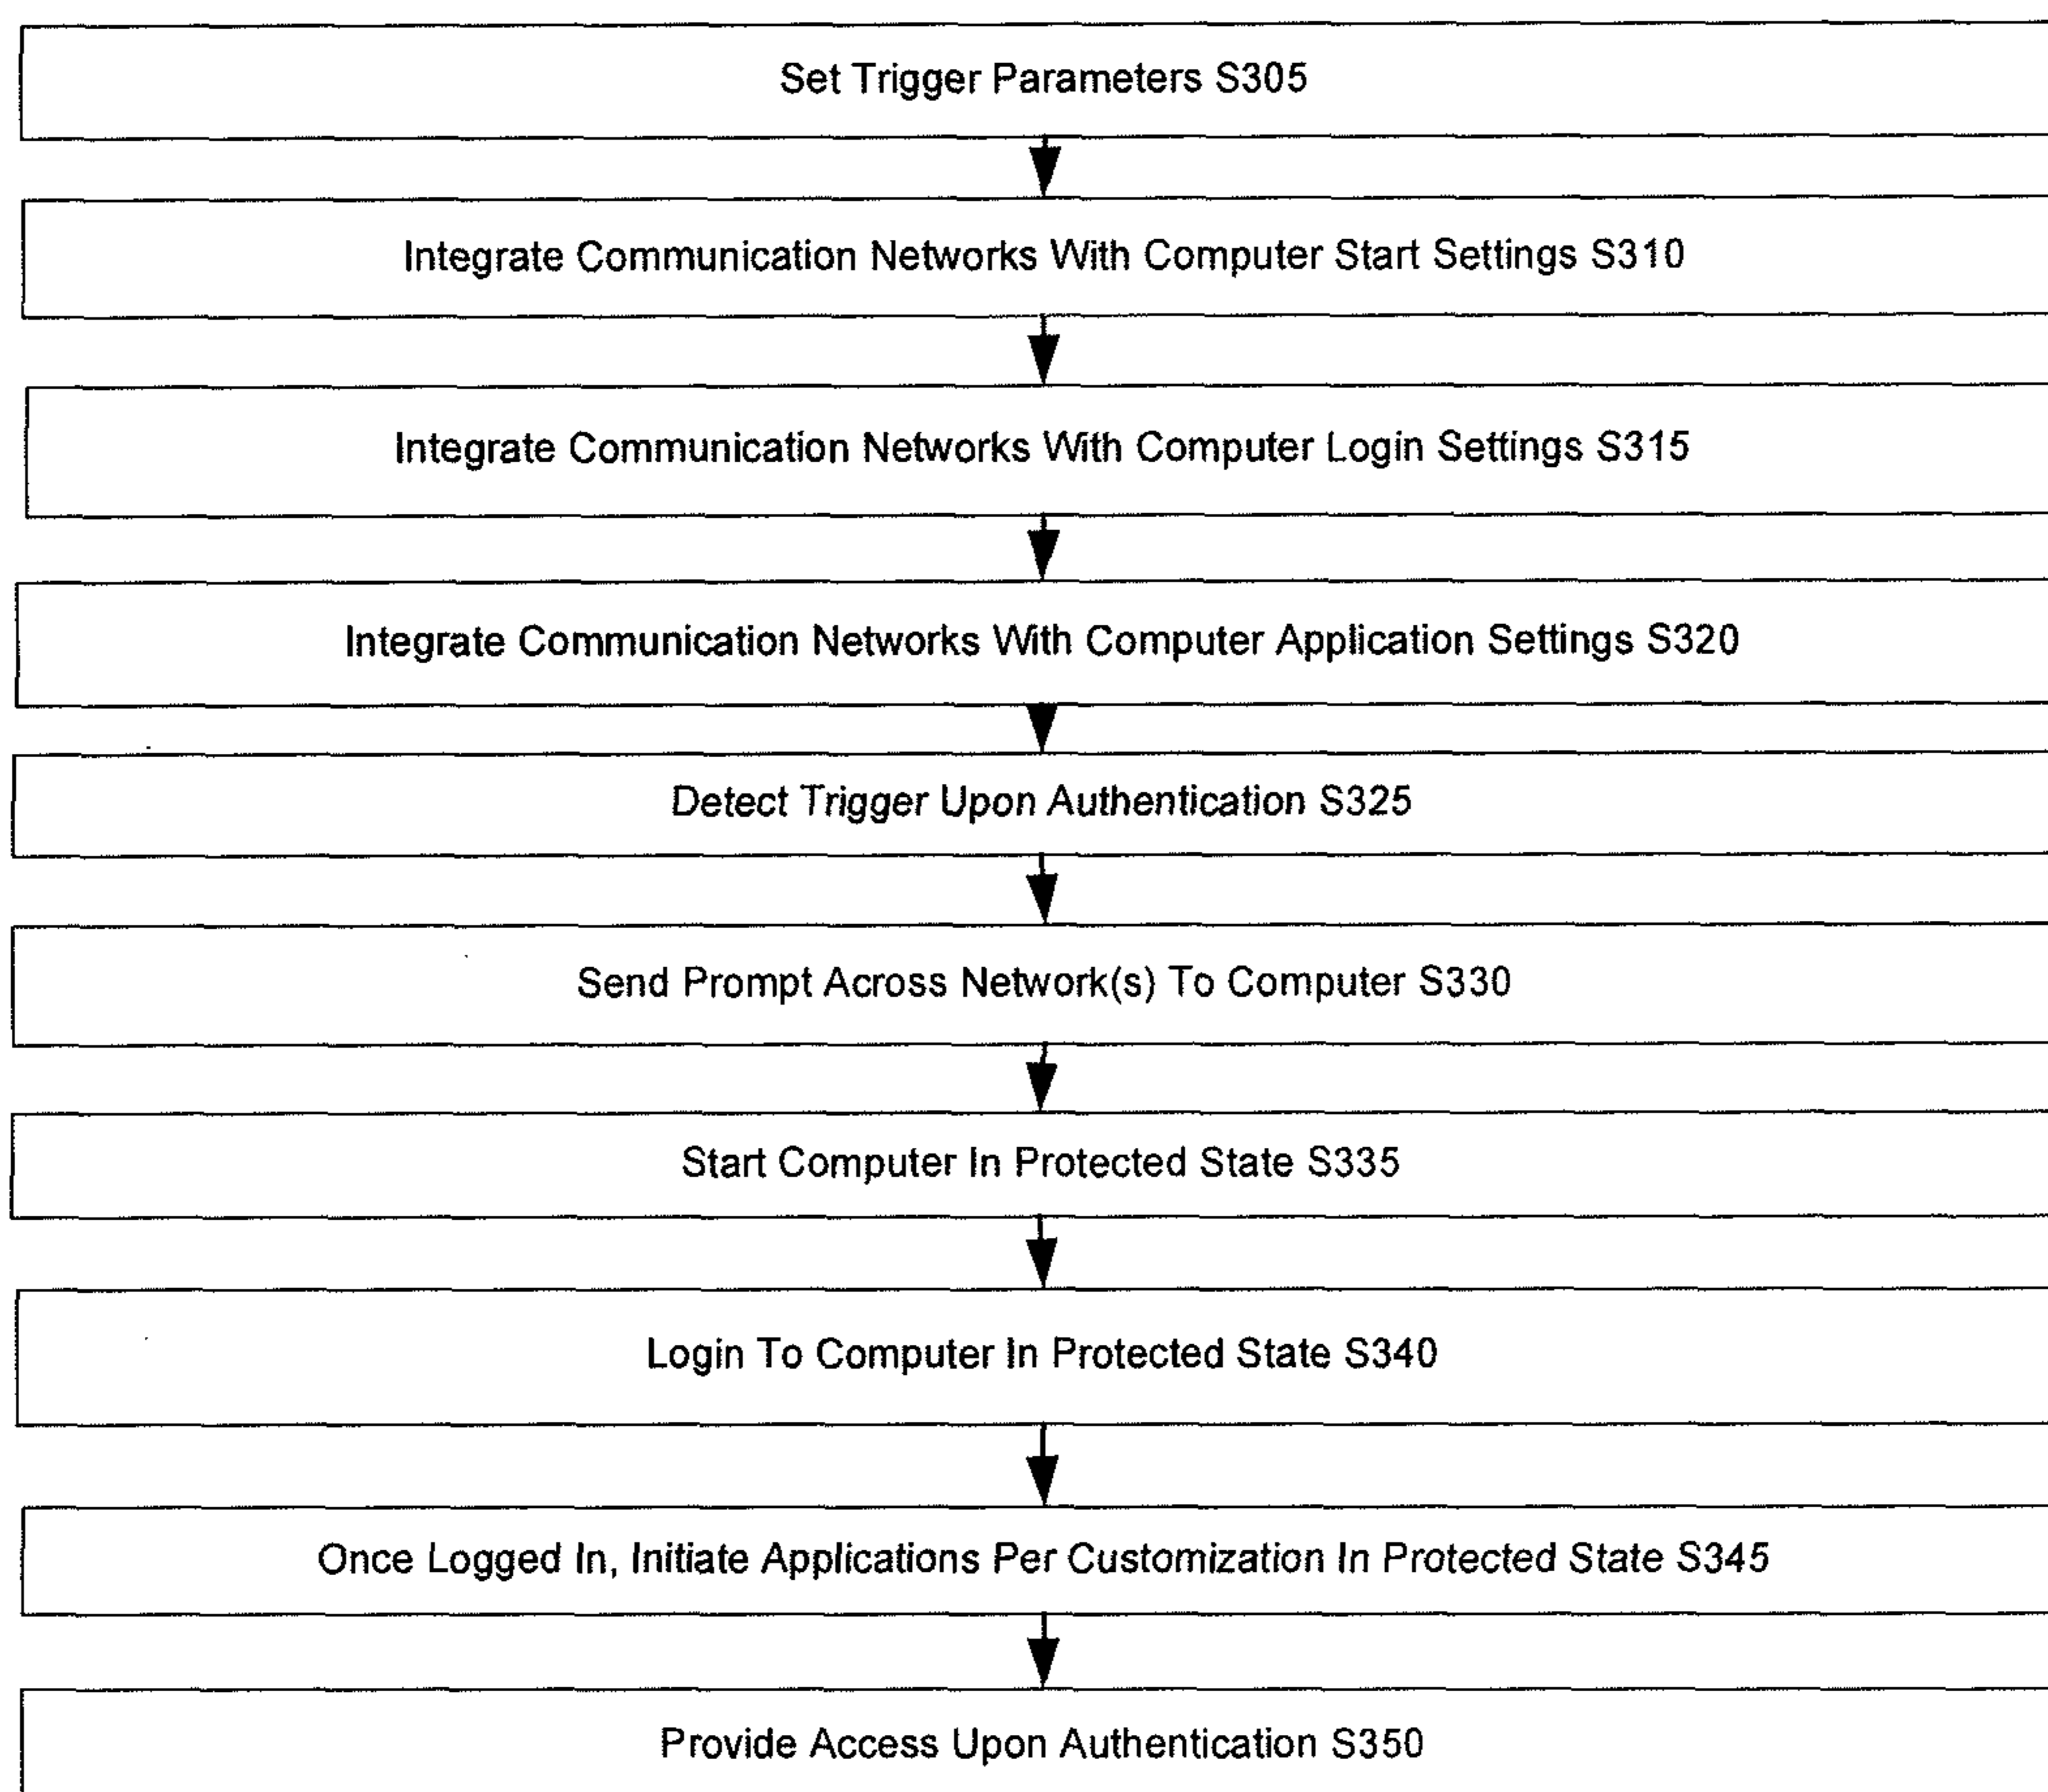 Set Trigger Parameters S305
Integrate Communication Networks With Computer Start Settings S310
Integrate Communication Networks With Computer Login Settings S315
Integrate Communication Networks With Computer Application Settings S320
Detect Trigger Upon Authentication S325
Send Prompt Across Network(s) To Computer S330
Start Computer In Protected State S335
Login To Computer In Protected State S340
Once Logged In, Initiate Applications Per Customization In Protected State S345
Provide Access Upon Authentication S350